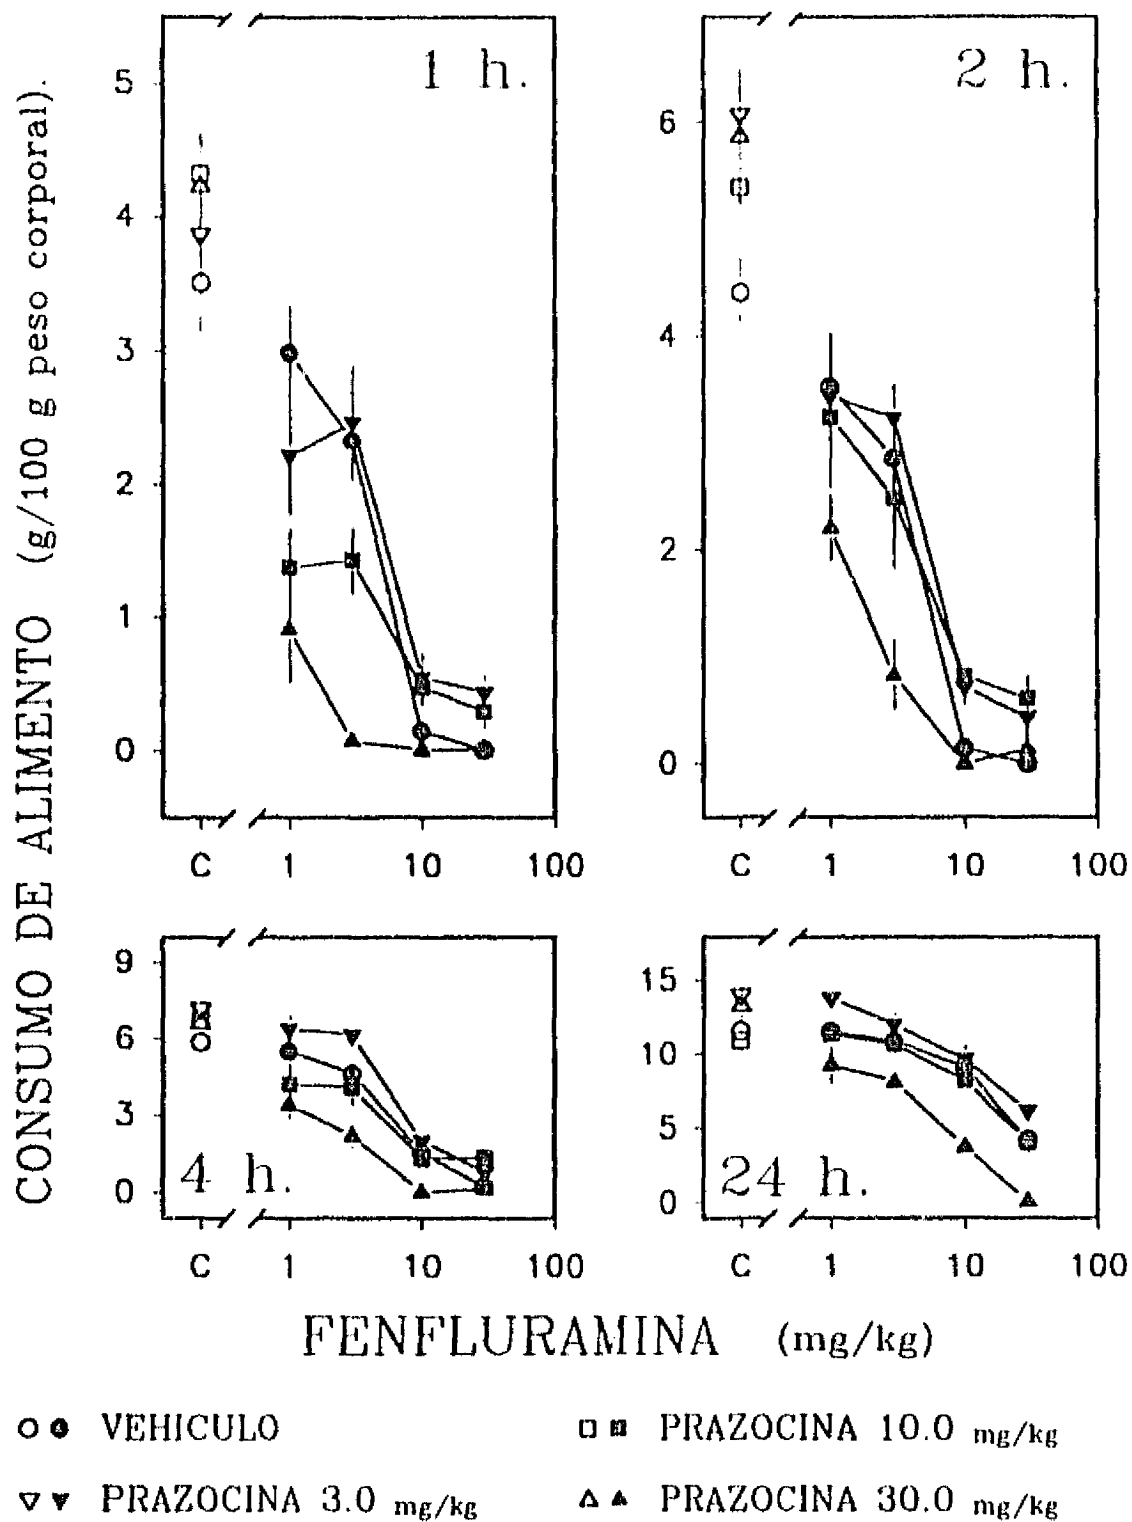 CONSUMO DE ALIMENTO (g/100 g peso corporal).
1 h.
5
4
3
2
1
0
C 1 10 100
2 h.
6
4
2
0
C 1 10 100
4 h.
9
6
3
0
C 1 10 100
24 h.
15
10
5
0
C 1 10 100
FENFLURAMINA (mg/kg)
VEHICULO
PRAZOCINA 10.0 mg/kg
PRAZOCINA 3.0 mg/kg
PRAZOCINA 30.0 mg/kg